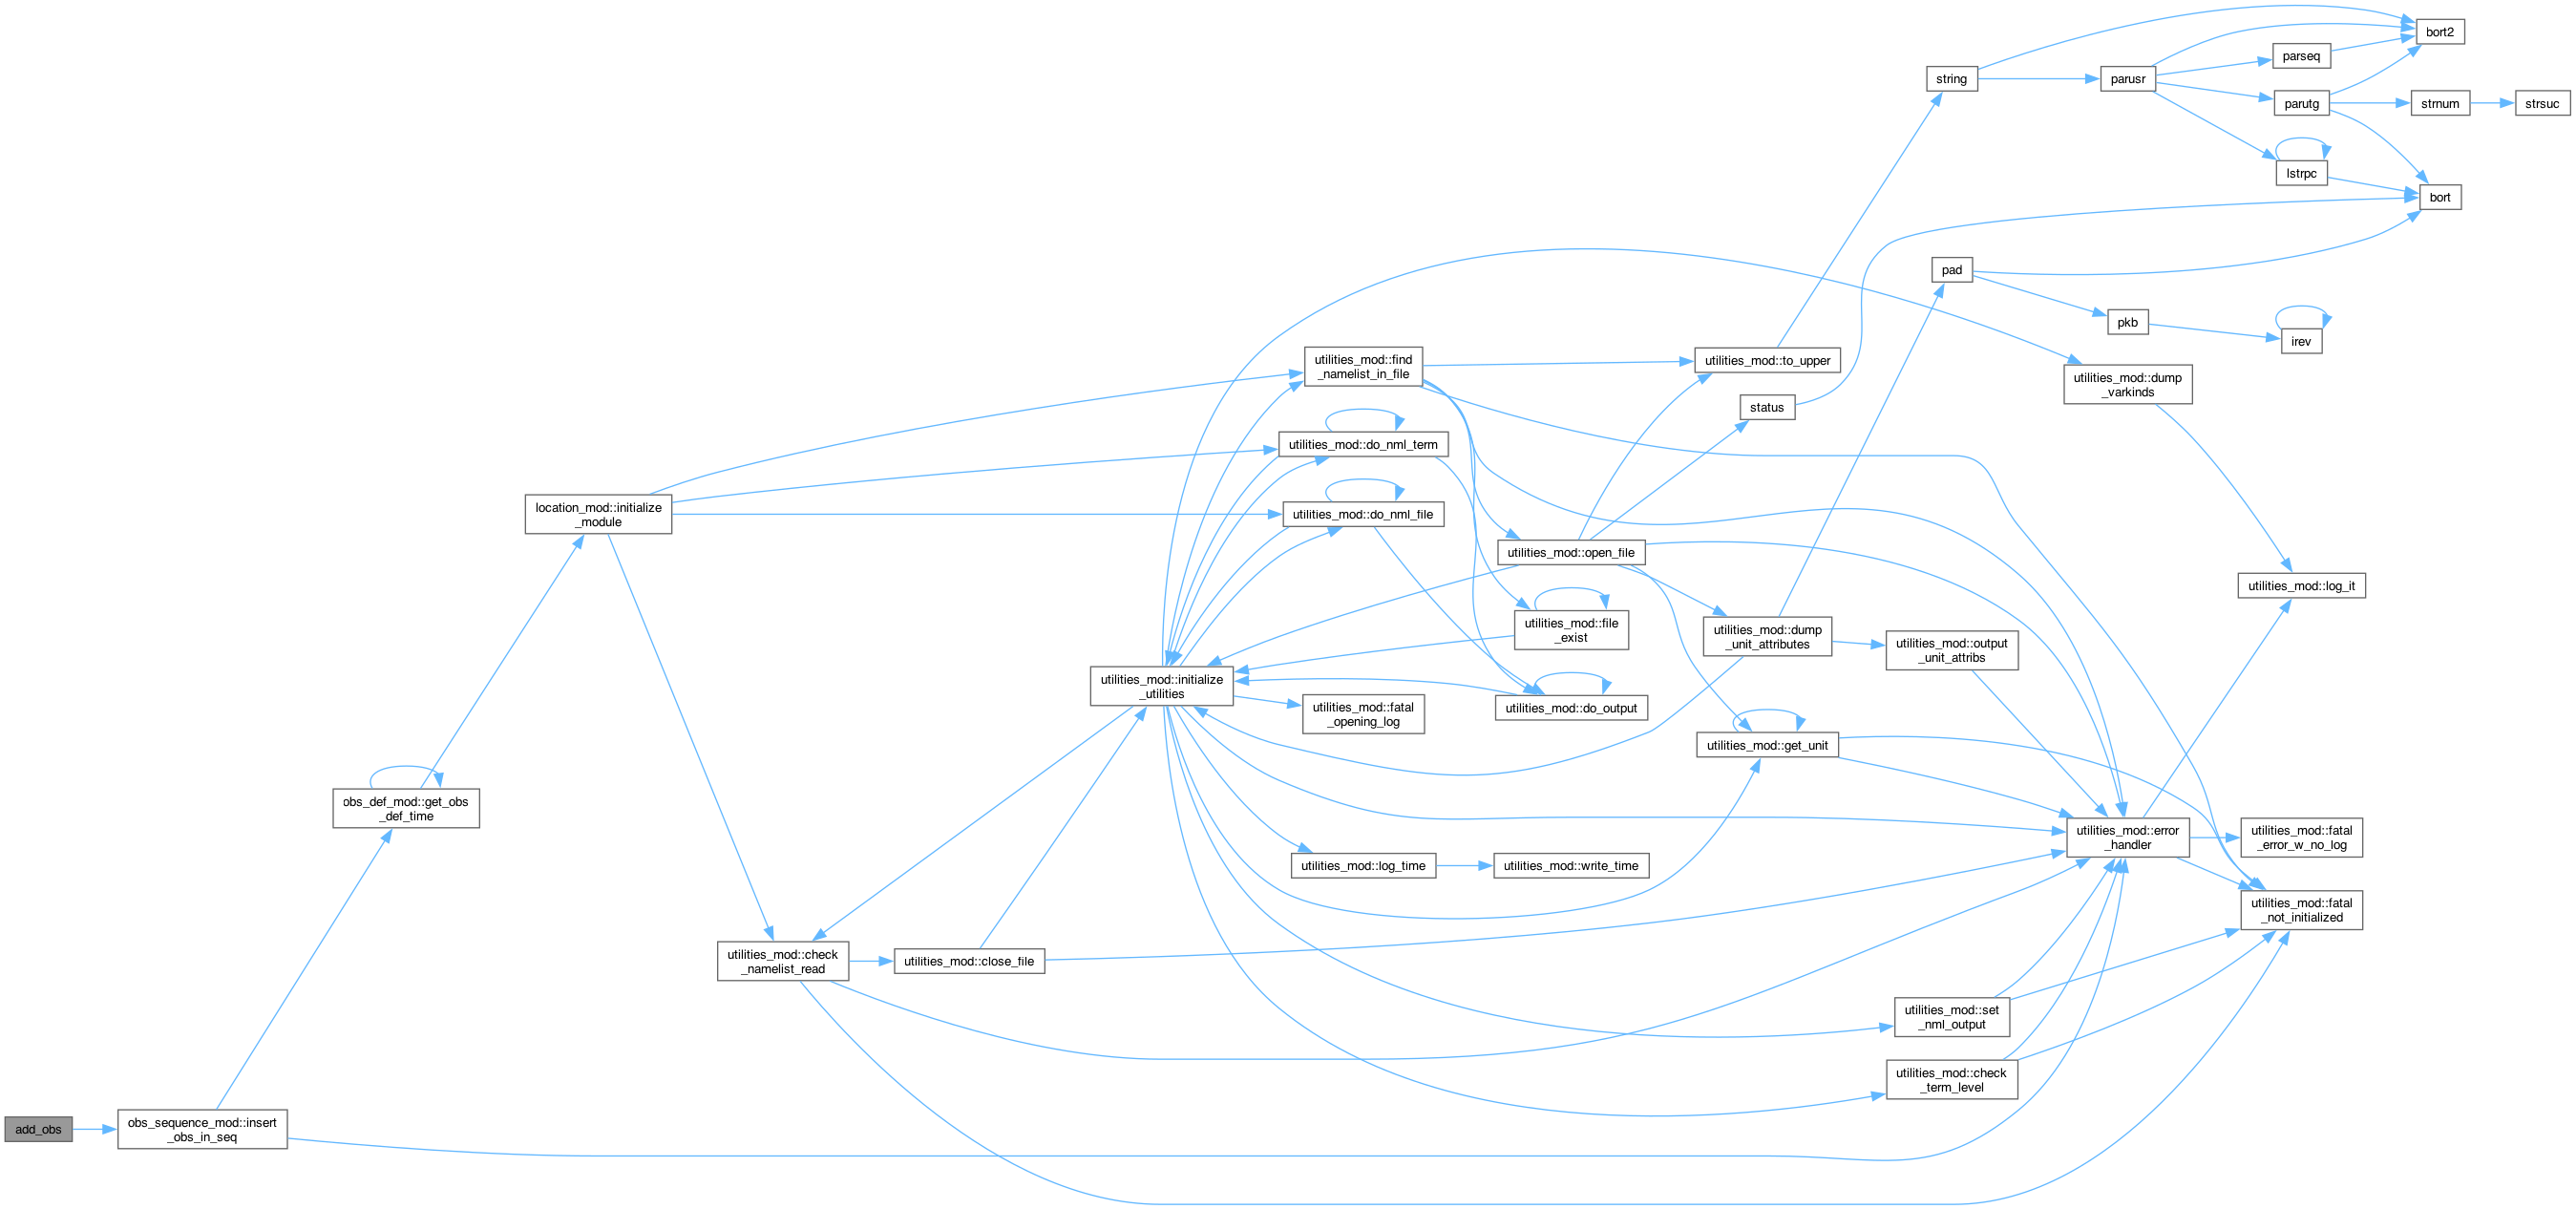 bort2
string
parusr
parseq
parutg
strnum
strsuc
lstrpc
bort
pad
pkb
irev
utilities_mod::find
_namelist_in_file
utilities_mod::to_upper
utilities_mod::dump
_varkinds
status
utilities_mod::do_nml_term
location_mod::initialize
_module
utilities_mod::do_nml_file
utilities_mod::open_file
utilities_mod::log_it
utilities_mod::file
_exist
utilities_mod::dump
_unit_attributes
utilities_mod::output
_unit_attribs
utilities_mod::initialize
_utilities
utilities_mod::fatal
_opening_log
utilities_mod::do_output
utilities_mod::get_unit
obs_def_mod::get_obs
_def_time
utilities_mod::error
_handler
utilities_mod::fatal
_error_w_no_log
utilities_mod::log_time
utilities_mod::write_time
utilities_mod::fatal
_not_initialized
utilities_mod::check
_namelist_read
utilities_mod::close_file
utilities_mod::set
_nml_output
utilities_mod::check
_term_level
add_obs
obs_sequence_mod::insert
_obs_in_seq